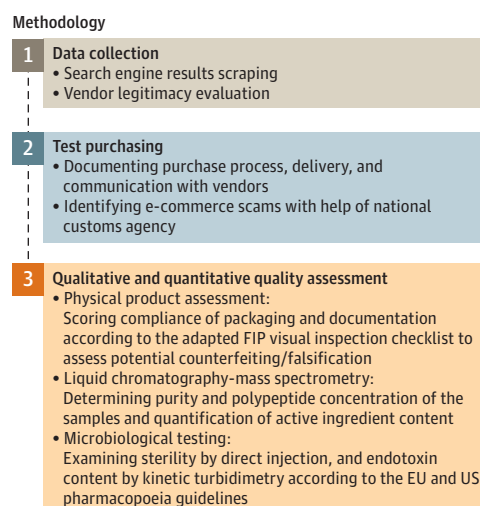 Methodology
1 Data collection
• Search engine results scraping
• Vendor legitimacy evaluation
2 Test purchasing
• Documenting purchase process, delivery, and
communication with vendors
• Identifying e-commerce scams with help of national
customs agency
3 Qualitative and quantitative quality assessment
• Physical product assessment:
Scoring compliance of packaging and documentation
according to the adapted FIP visual inspection checklist to
assess potential counterfeiting/falsification
• Liquid chromatography-mass spectrometry:
Determining purity and polypeptide concentration of the
samples and quantification of active ingredient content
• Microbiological testing:
Examining sterility by direct injection, and endotoxin
content by kinetic turbidimetry according to the EU and US
pharmacopoeia guidelines